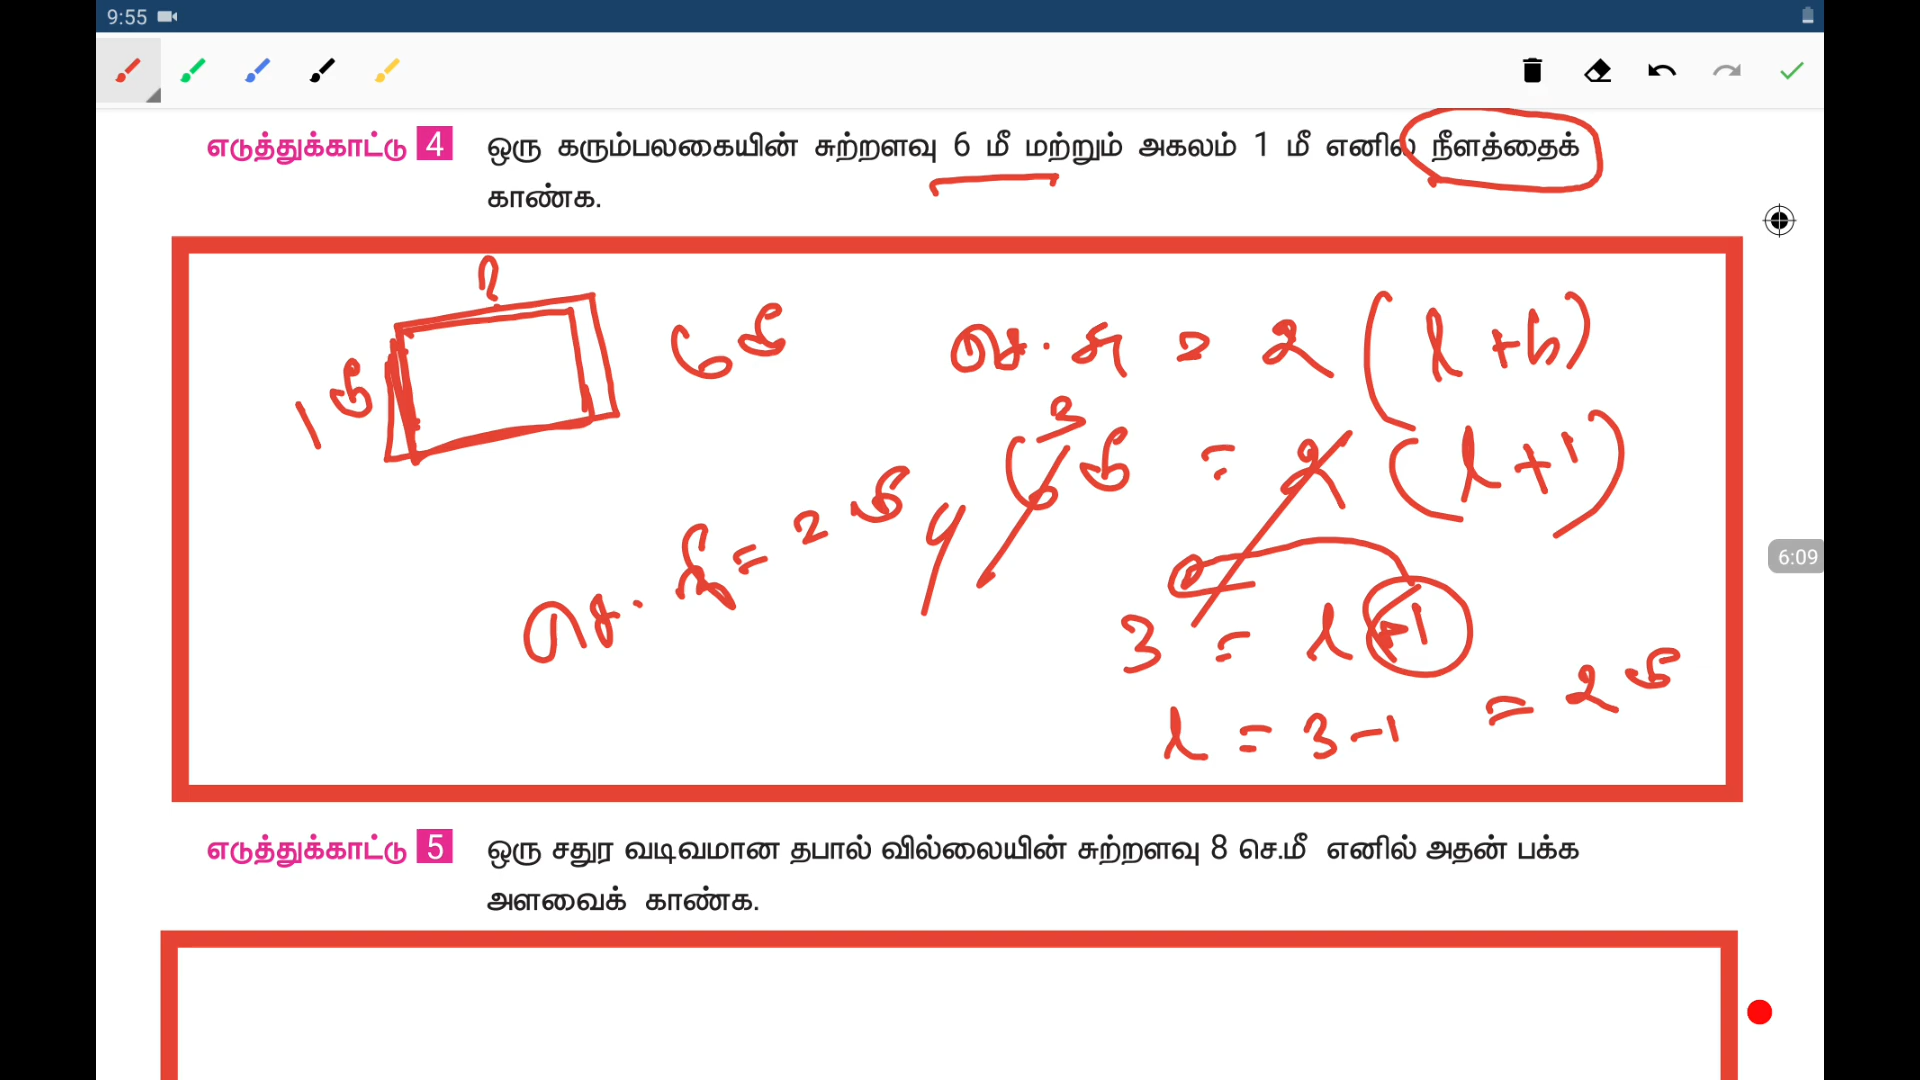 9:55
எடுத்துக்காட்டு 4 ஒரு கரும்பலகையின் சுற்றளவு 6 மீ மற்றும் அகலம் 1 மீ எனில் நீளத்தைக்
காண்க.
?
1 மீ
6 மீ
செ.சு = 2 (l + b)
3
6 மீ = 2 (l + 1)
செ. நீ = 2 மீ
3 = l + 1
l = 3 - 1 = 2 மீ
6:09
எடுத்துக்காட்டு 5 ஒரு சதுர வடிவமான தபால் வில்லையின் சுற்றளவு 8 செ.மீ எனில் அதன் பக்க
அளவைக் காண்க.